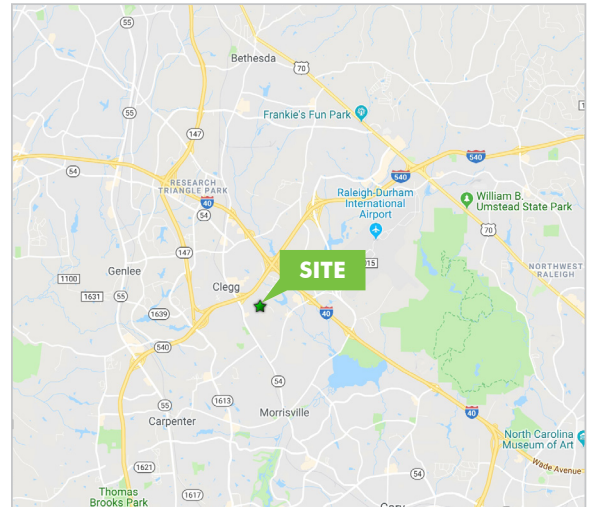 55
Bethesda
70
55
Frankie's Fun Park
147
54
540
540
RESEARCH
TRIANGLE PARK
40
54
Raleigh-Durham
International
Airport
William B.
Umstead State Park
70
147
SITE
NORTHWEST
RALEIGH
Genlee
1100
1631
55
Clegg
1639
40
540
54
55
1613
Morrisville
Carpenter
40
North Carolina
Museum of Art
Wade Avenue
1621
54
Thomas
Brooks Park
1617